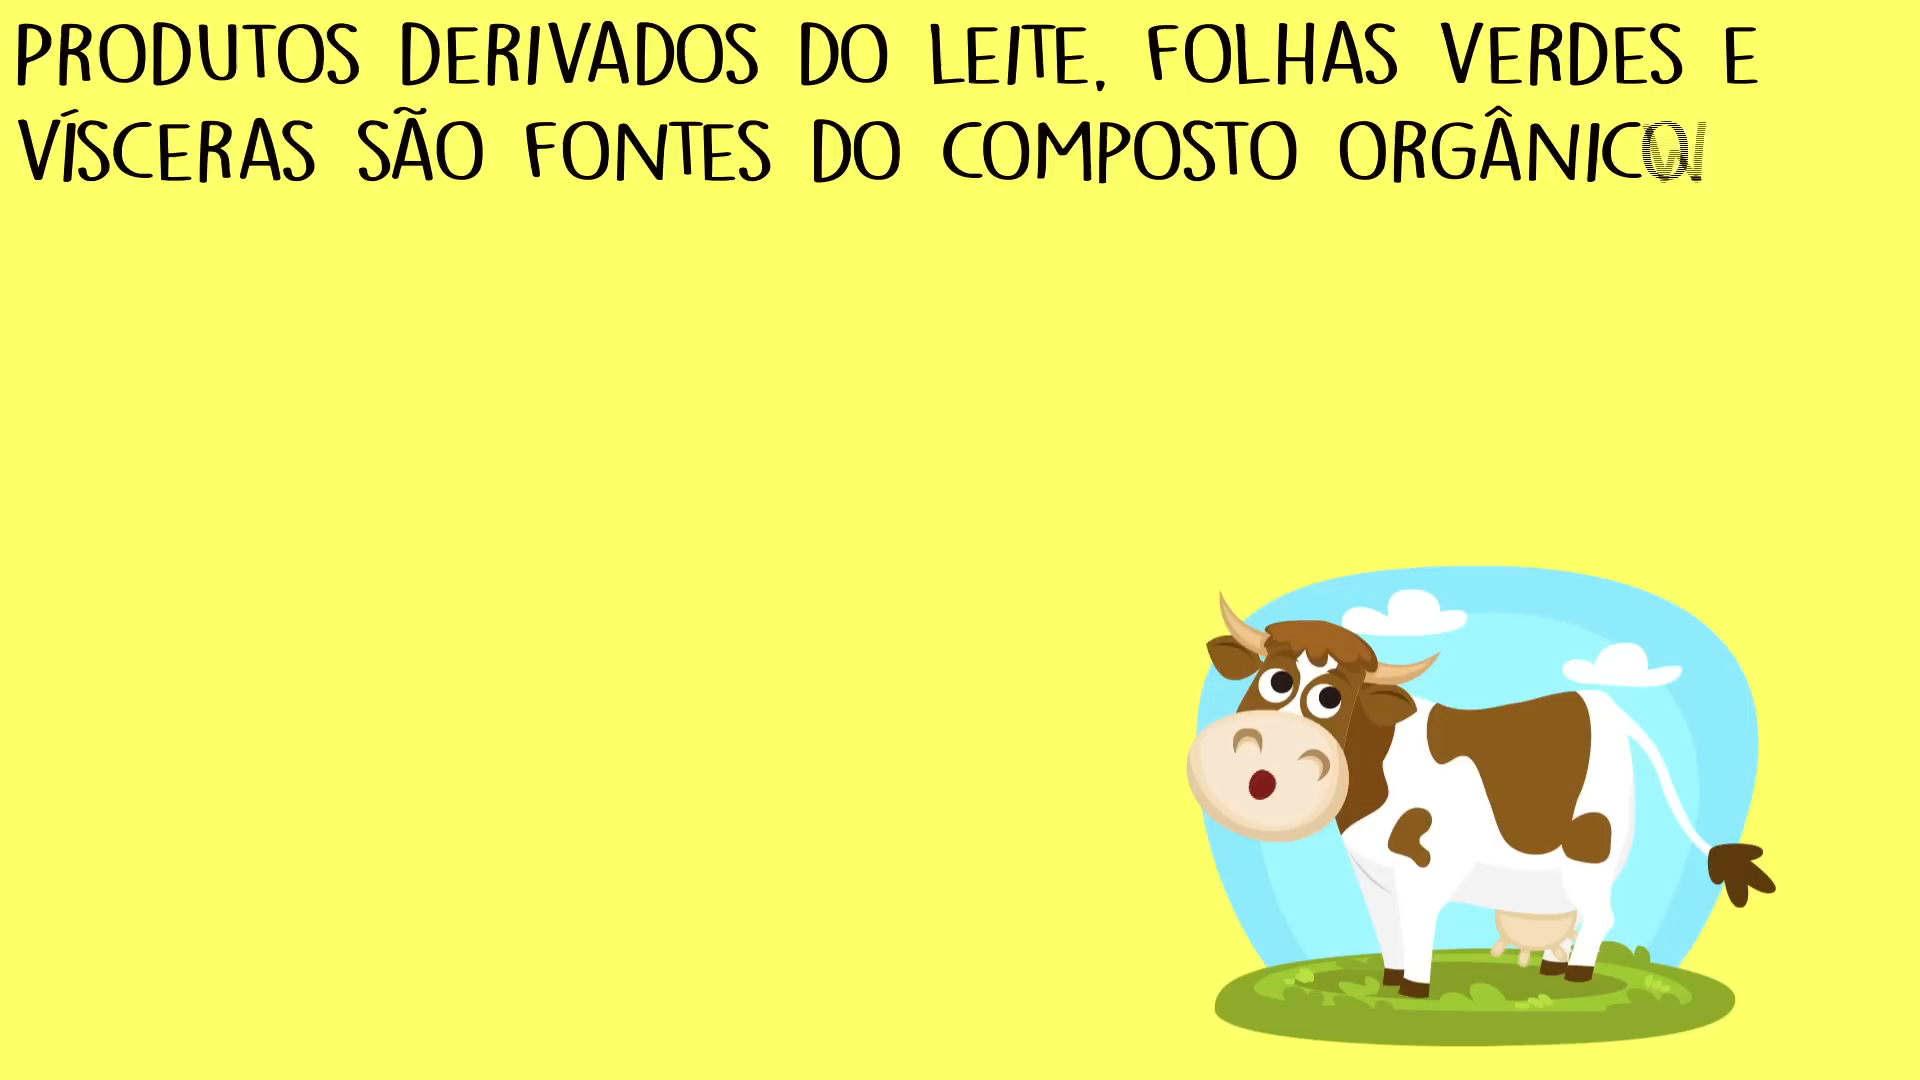 PRODUTOS DERIVADOS DO LEITE, FOLHAS VERDES E
VÍSCERAS SÃO FONTES DO COMPOSTO ORGÂNICO